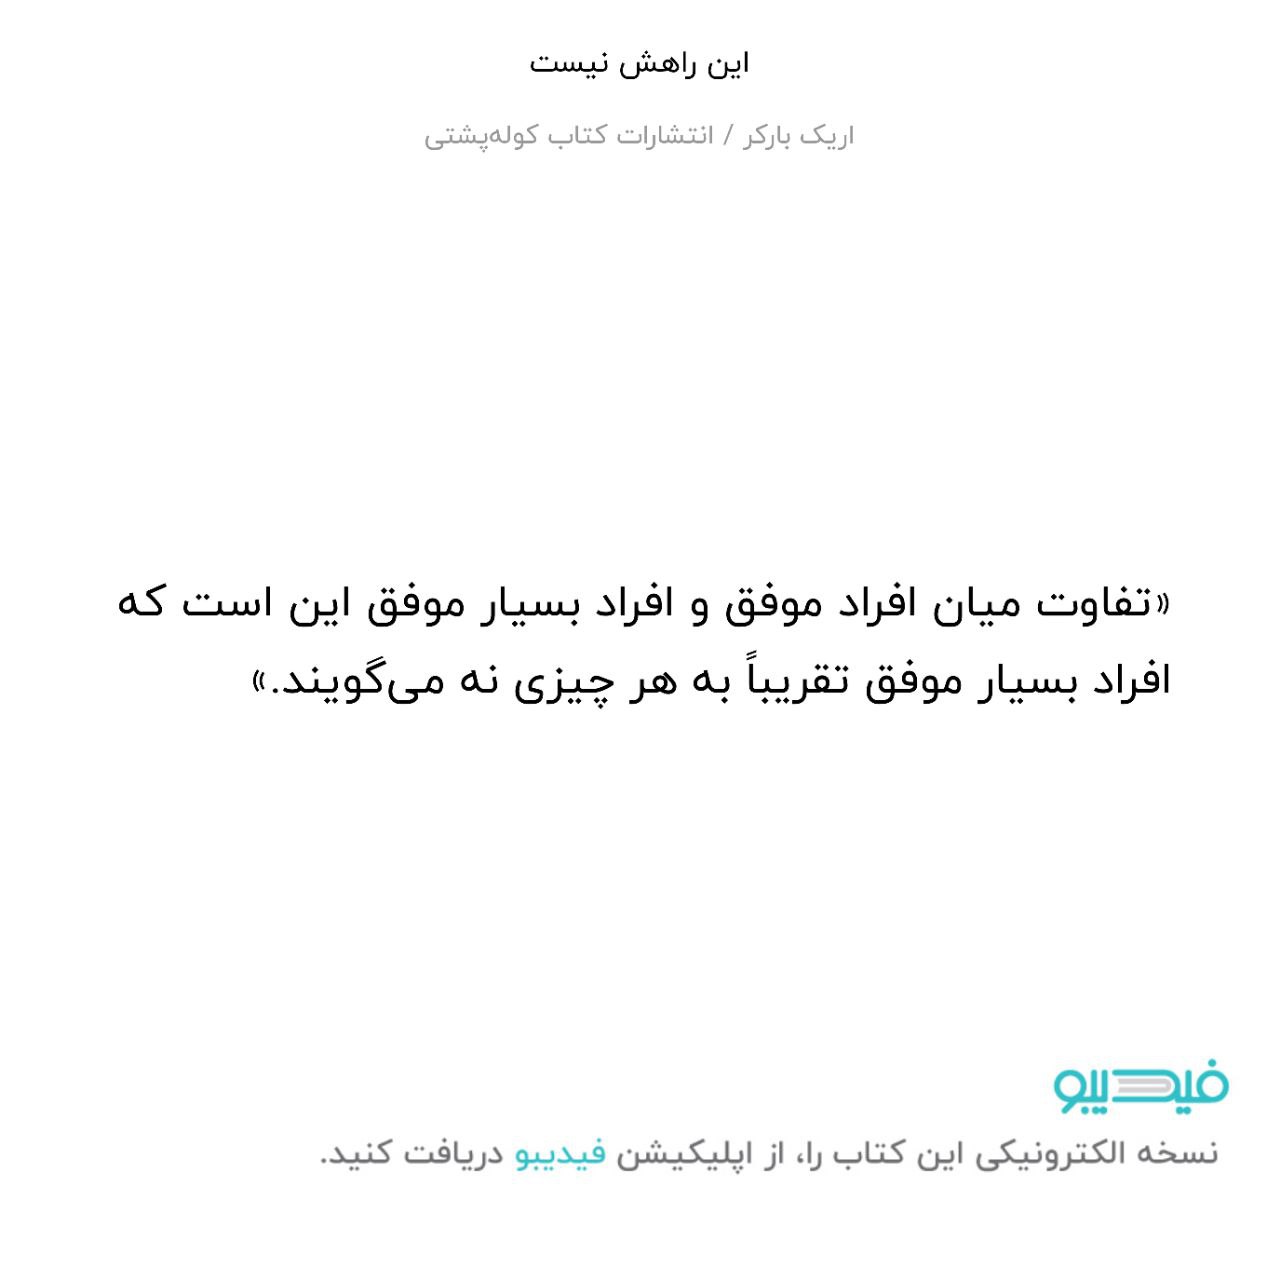 این راهش نیست
اریک بارکر / انتشارات کتاب کوله‌پشتی
«تفاوت میان افراد موفق و افراد بسیار موفق این است که
افراد بسیار موفق تقریباً به هر چیزی نه می‌گویند.»
فیدیبو
نسخه الکترونیکی این کتاب را، از اپلیکیشن فیدیبو دریافت کنید.